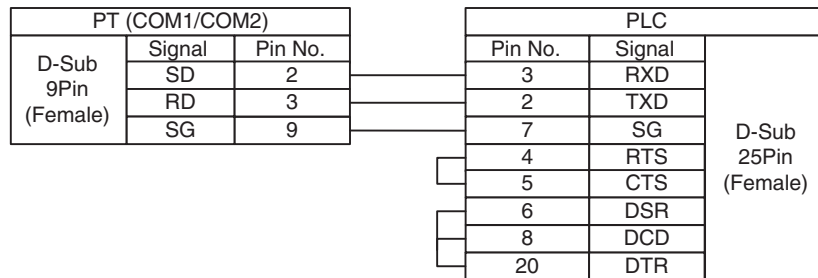 PT (COM1/COM2) PLC
D-Sub 9Pin (Female) Signal Pin No. Pin No. Signal D-Sub 25Pin (Female)
SD 2 3 RXD
RD 3 2 TXD
SG 9 7 SG
4 RTS
5 CTS
6 DSR
8 DCD
20 DTR